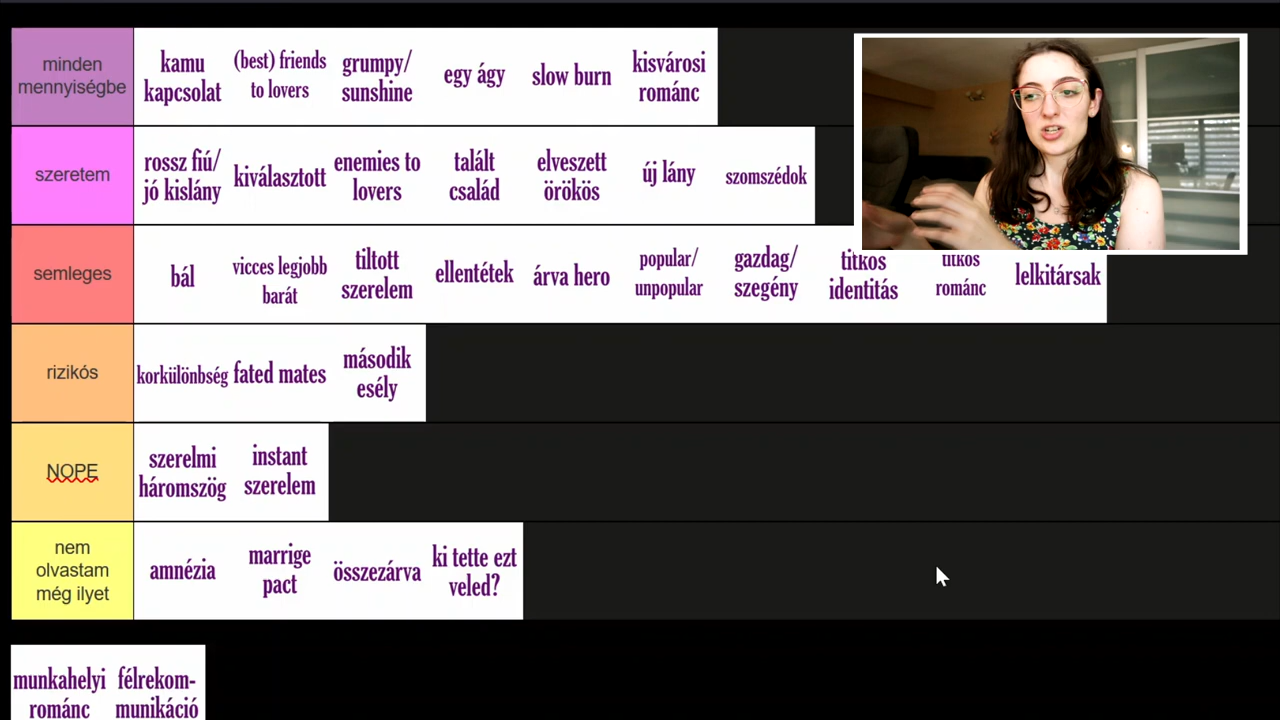 minden
mennyiségbe
kamu
kapcsolat
(best) friends
to lovers
grumpy/
sunshine
egy ágy
slow burn
kisvárosi
románc
szeretem
rossz fiú/
jó kislány
kiválasztott
enemies to
lovers
talált
család
elveszett
örökös
új lány
szomszédok
semleges
bál
vicces legjobb
barát
tiltott
szerelem
ellentétek
árva hero
popular/
unpopular
gazdag/
szegény
titkos
identitás
titkos
románc
lelkitársak
rizikós
korkülönbség
fated mates
második
esély
NOPE
szerelmi
háromszög
instant
szerelem
nem
olvastam
még ilyet
amnézia
marrige
pact
összezárva
ki tette ezt
veled?
munkahelyi
románc
félrekom-
munikáció